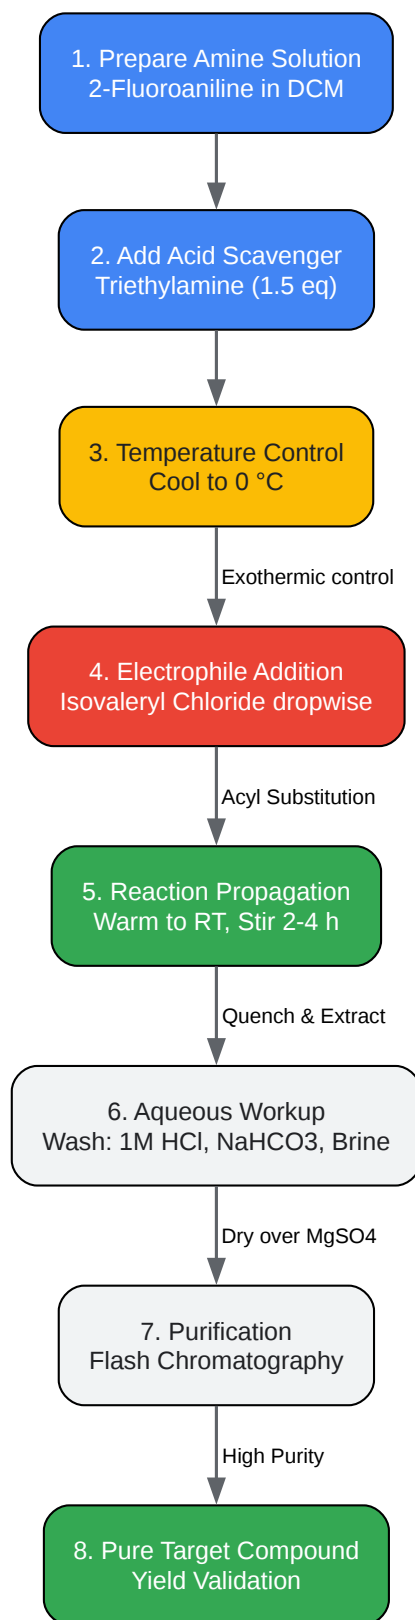 1. Prepare Amine Solution
2-Fluoroaniline in DCM
2. Add Acid Scavenger
Triethylamine (1.5 eq)
3. Temperature Control
Cool to 0 °C
Exothermic control
4. Electrophile Addition
Isovaleryl Chloride dropwise
Acyl Substitution
5. Reaction Propagation
Warm to RT, Stir 2-4 h
Quench & Extract
6. Aqueous Workup
Wash: 1M HCl, NaHCO3, Brine
Dry over MgSO4
7. Purification
Flash Chromatography
High Purity
8. Pure Target Compound
Yield Validation